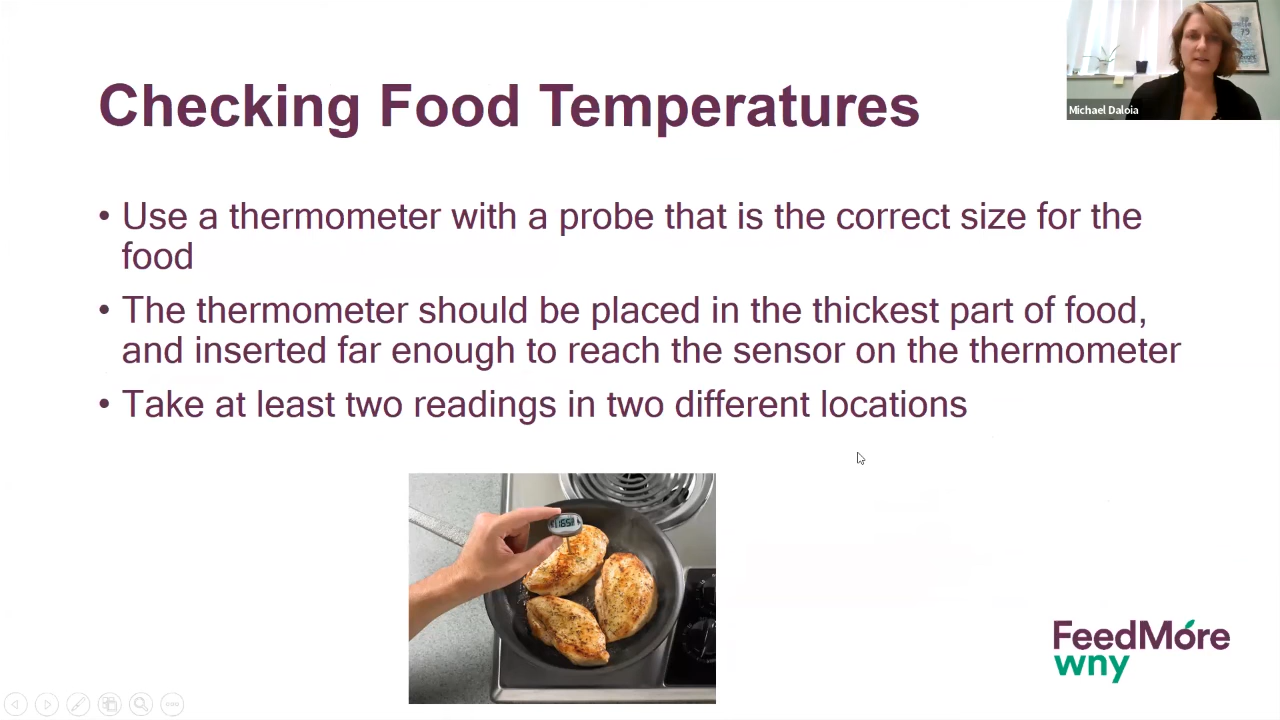 Michael Daloia
Checking Food Temperatures
• Use a thermometer with a probe that is the correct size for the
food
• The thermometer should be placed in the thickest part of food,
and inserted far enough to reach the sensor on the thermometer
• Take at least two readings in two different locations
FeedMore
wny